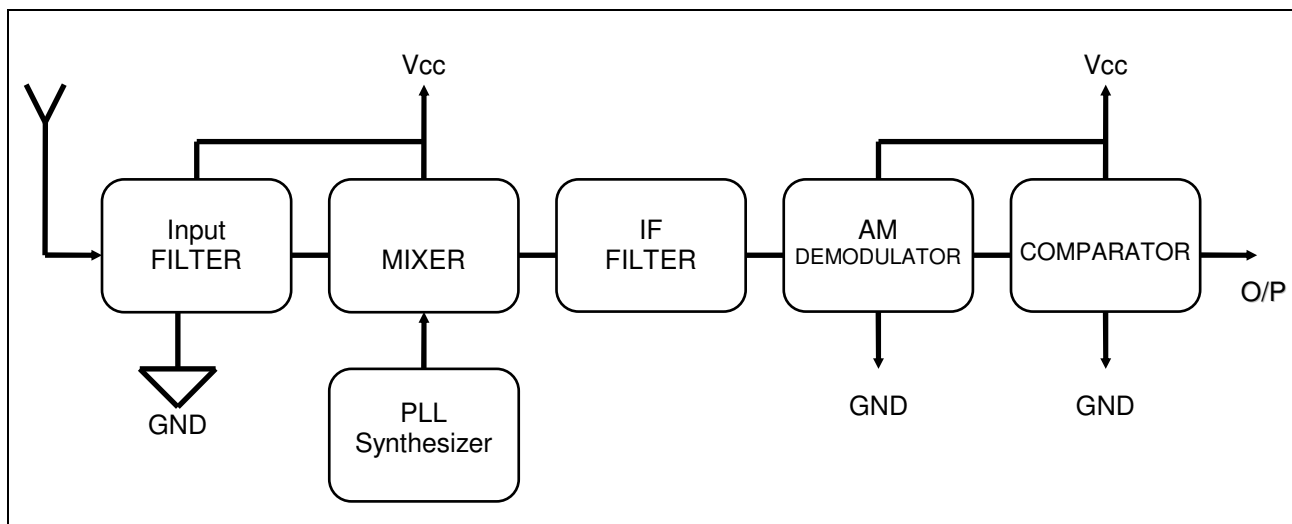 Vcc
Vcc
Input
FILTER
MIXER
IF
FILTER
AM
DEMODULATOR
COMPARATOR
O/P
GND
PLL
Synthesizer
GND
GND